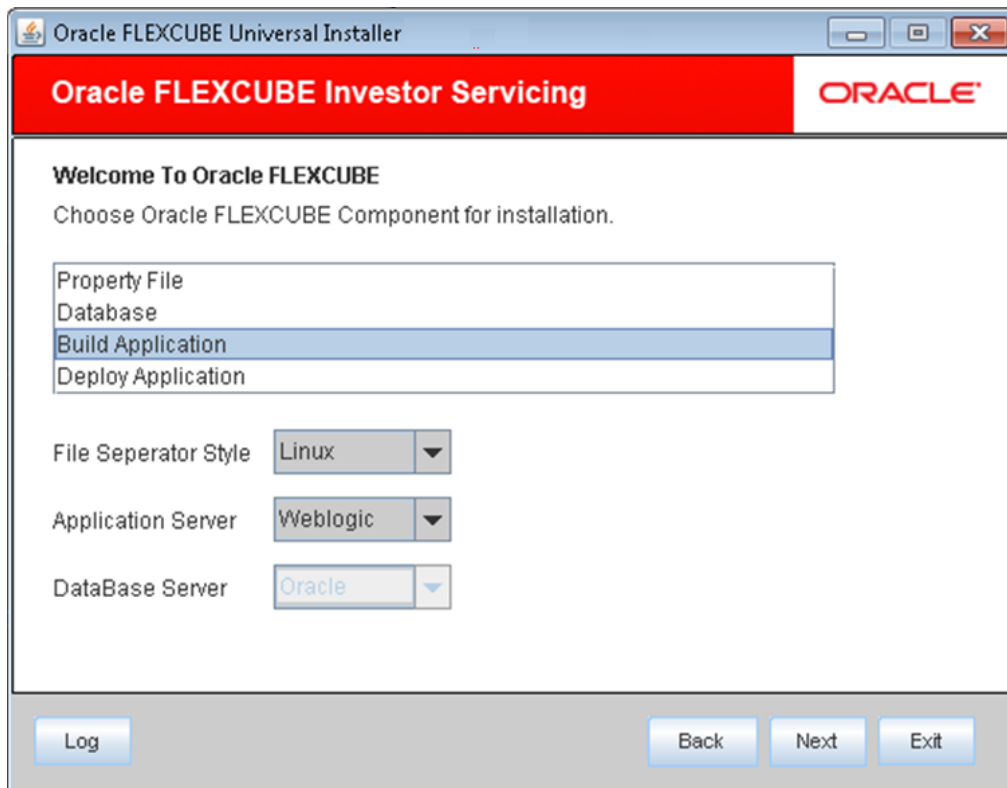 Oracle FLEXCUBE Universal Installer
Oracle FLEXCUBE Investor Servicing
ORACLE
Welcome To Oracle FLEXCUBE
Choose Oracle FLEXCUBE Component for installation.
Property File
Database
Build Application
Deploy Application
File Seperator Style Linux
Application Server Weblogic
DataBase Server Oracle
Log Back Next Exit